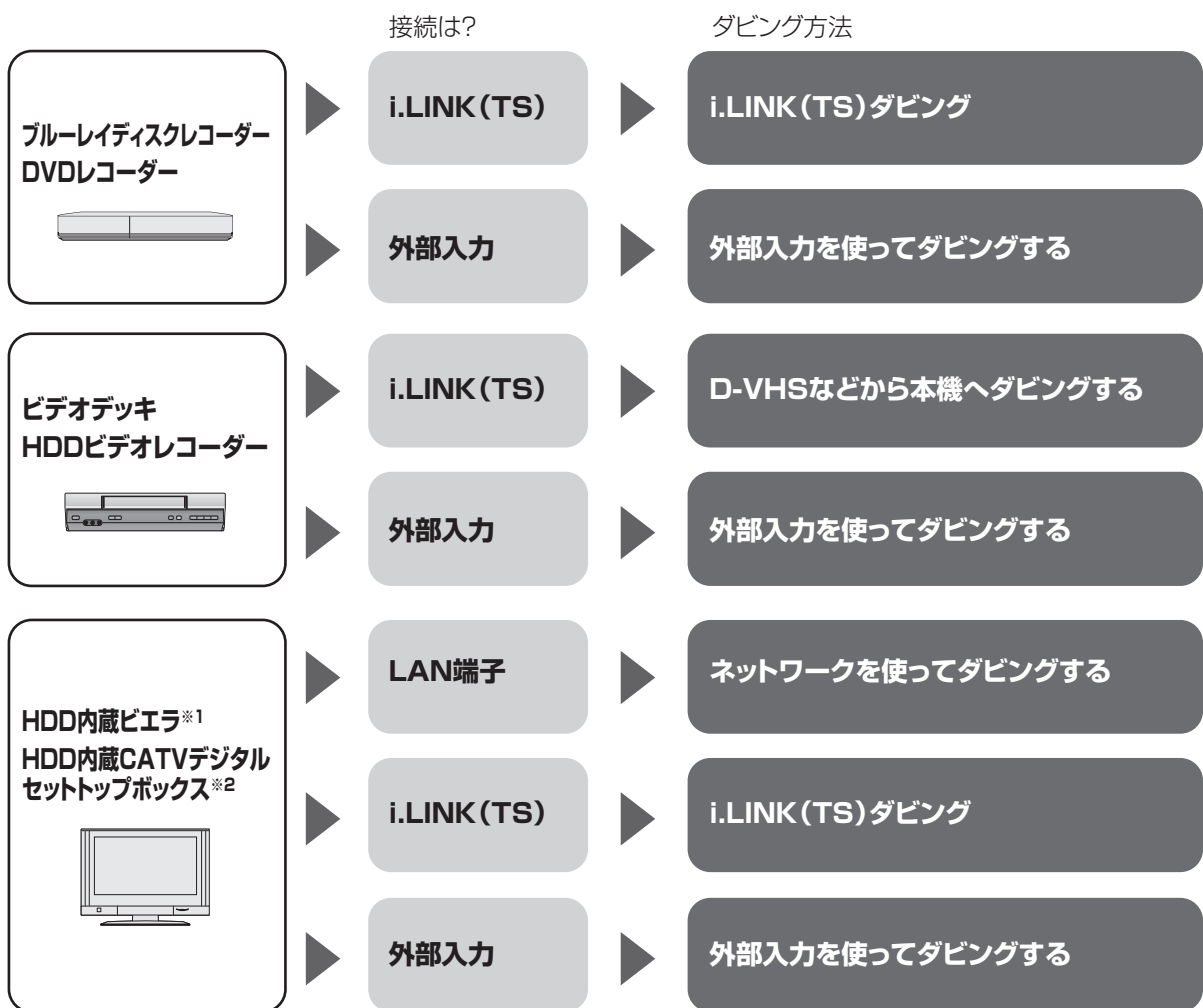 接続は?
ダビング方法
ブルーレイディスクレコーダー
DVDレコーダー
i.LINK(TS)
i.LINK(TS)ダビング
外部入力
外部入力を使ってダビングする
ビデオデッキ
HDDビデオレコーダー
i.LINK(TS)
D-VHSなどから本機へダビングする
外部入力
外部入力を使ってダビングする
HDD内蔵ビエラ※1
HDD内蔵CATVデジタル
セットトップボックス※2
LAN端子
ネットワークを使ってダビングする
i.LINK(TS)
i.LINK(TS)ダビング
外部入力
外部入力を使ってダビングする